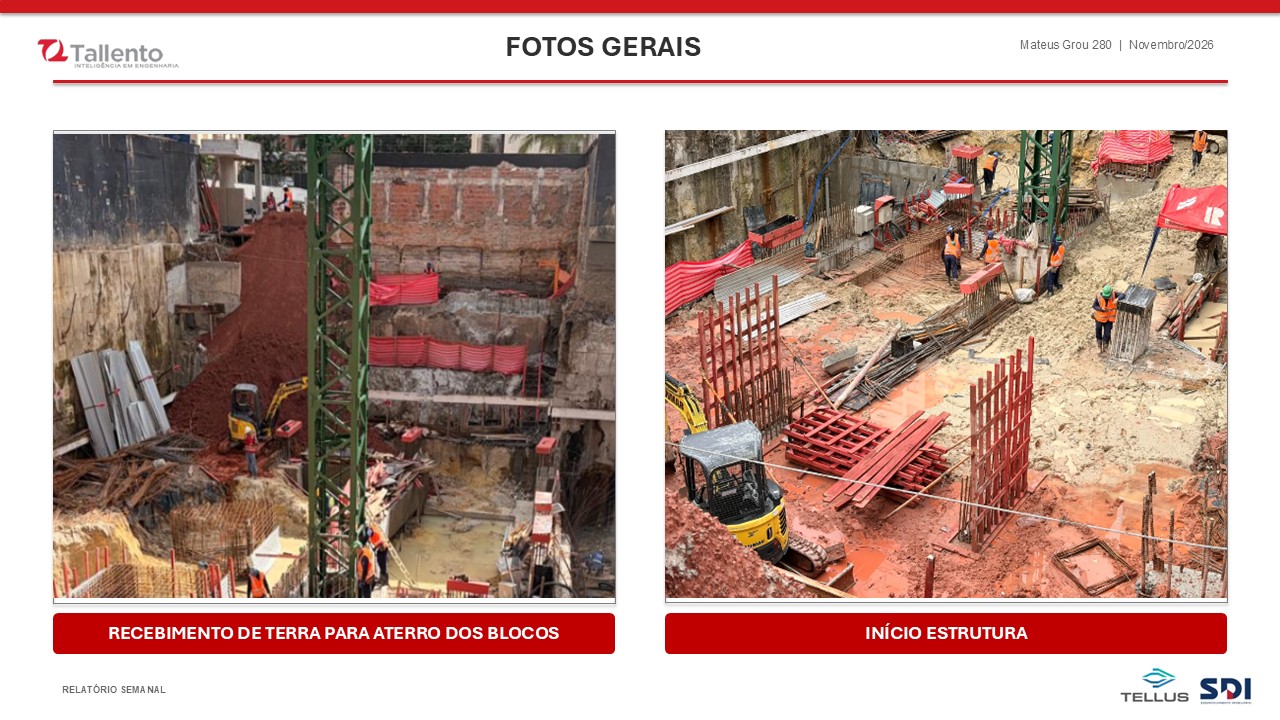 Tallento
INTELIGÊNCIA EM ENGENHARIA
FOTOS GERAIS
Mateus Grou 280 | Novembro/2026
RECEBIMENTO DE TERRA PARA ATERRO DOS BLOCOS
INÍCIO ESTRUTURA
RELATÓRIO SEMANAL
TELLUS
SDI